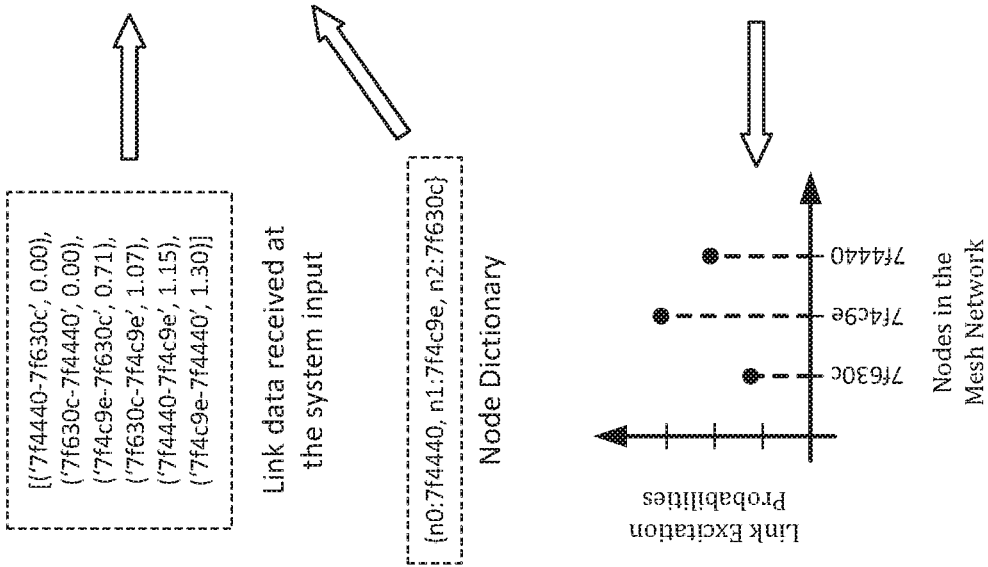 [('7f4440-7f630c', 0.00),
('7f630c-7f4440', 0.00),
('7f4c9e-7f630c', 0.71),
('7f630c-7f4c9e', 1.07),
('7f4440-7f4c9e', 1.15),
('7f4c9e-7f4440', 1.30)]
Link data received at
the system input
{n0:7f4440, n1:7f4c9e, n2:7f630c}
Node Dictionary
Link Excitation
Probabilities
7f630c
7f4c9e
7f4440
Nodes in the
Mesh Network